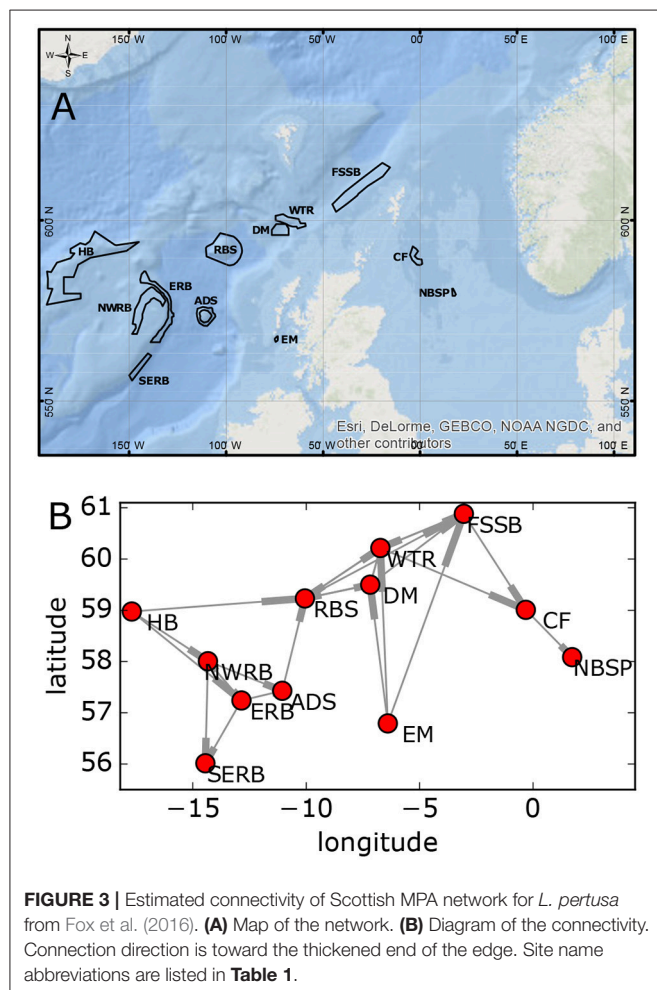 150 W 100 W 50 W 00 50 E 100 E
N
W E
S
A
FSSB
WTR
600 N
600 N
DM
HB
RBS
CF
ERB
NBSP
NWRB
ADS
EM
SERB
550 N
550 N
Esri, DeLorme, GEBCO, NOAA NGDC, and
other contributors
150 W 100 W 50 W 00 50 E 100 E
B
61
FSSB
60
WTR
DM
59
RBS
HB
CF
58
NWRB
NBSP
ADS
ERB
57
EM
56
SERB
latitude
−15 −10 −5 0
longitude
FIGURE 3 | Estimated connectivity of Scottish MPA network for L. pertusa
from Fox et al. (2016). (A) Map of the network. (B) Diagram of the connectivity.
Connection direction is toward the thickened end of the edge. Site name
abbreviations are listed in Table 1.